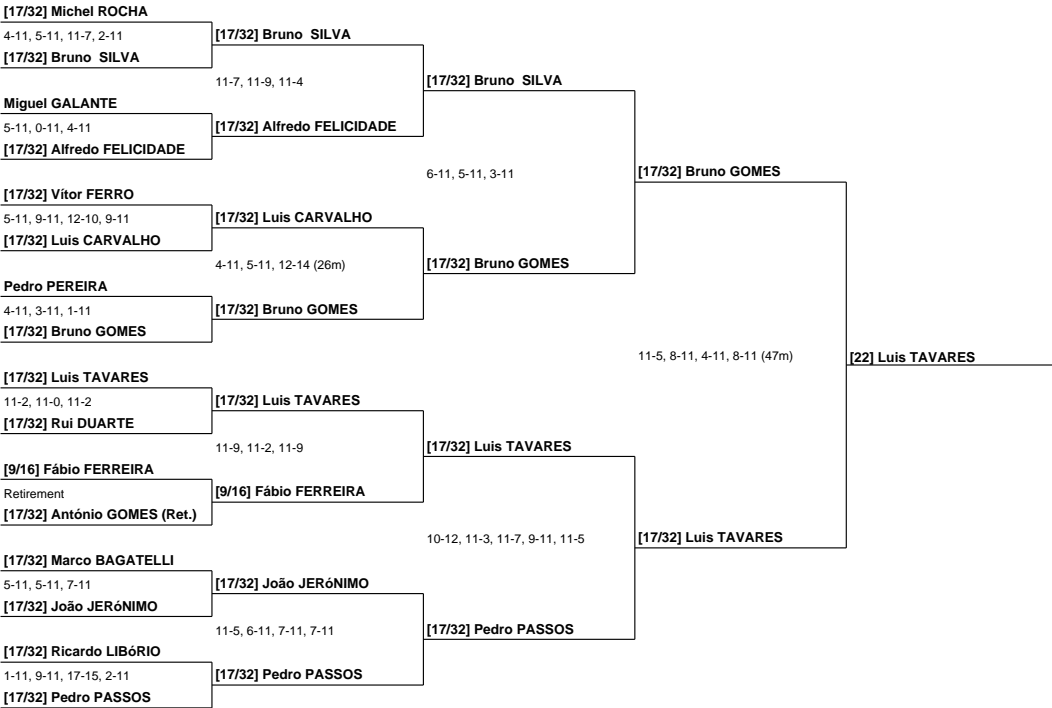 [17/32] Michel ROCHA
4-11, 5-11, 11-7, 2-11
[17/32] Bruno  SILVA
Miguel GALANTE
5-11, 0-11, 4-11
[17/32] Alfredo FELICIDADE
[17/32] Vítor FERRO
5-11, 9-11, 12-10, 9-11
[17/32] Luis CARVALHO
Pedro PEREIRA
4-11, 3-11, 1-11
[17/32] Bruno GOMES
[17/32] Luis TAVARES
11-2, 11-0, 11-2
[17/32] Rui DUARTE
[9/16] Fábio FERREIRA
Retirement
[17/32] António GOMES (Ret.)
[17/32] Marco BAGATELLI
5-11, 5-11, 7-11
[17/32] João JERóNIMO
[17/32] Ricardo LIBóRIO
1-11, 9-11, 17-15, 2-11
[17/32] Pedro PASSOS
[17/32] Bruno  SILVA
11-7, 11-9, 11-4
[17/32] Alfredo FELICIDADE
[17/32] Luis CARVALHO
4-11, 5-11, 12-14 (26m)
[17/32] Bruno GOMES
[17/32] Luis TAVARES
11-9, 11-2, 11-9
[9/16] Fábio FERREIRA
[17/32] João JERóNIMO
11-5, 6-11, 7-11, 7-11
[17/32] Pedro PASSOS
[17/32] Bruno  SILVA
6-11, 5-11, 3-11
[17/32] Bruno GOMES
[17/32] Luis TAVARES
10-12, 11-3, 11-7, 9-11, 11-5
[17/32] Pedro PASSOS
[17/32] Bruno GOMES
11-5, 8-11, 4-11, 8-11 (47m)
[17/32] Luis TAVARES
[22] Luis TAVARES